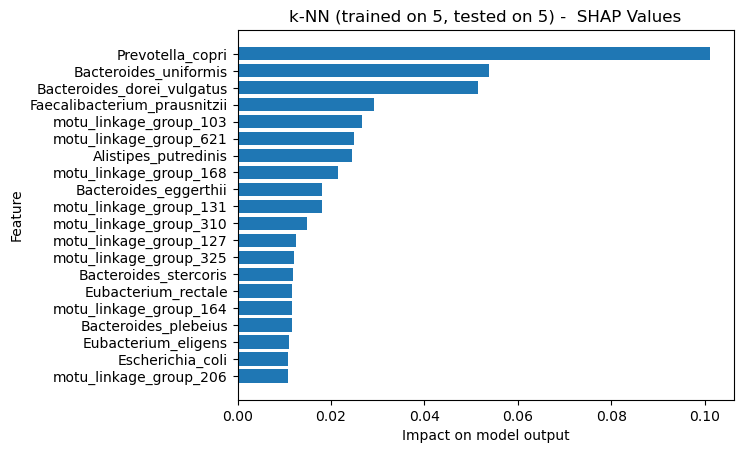 k-NN (trained on 5, tested on 5) -  SHAP Values
Feature
Prevotella_copri
Bacteroides_uniformis
Bacteroides_dorei_vulgatus
Faecalibacterium_prausnitzii
motu_linkage_group_103
motu_linkage_group_621
Alistipes_putredinis
motu_linkage_group_168
Bacteroides_eggerthii
motu_linkage_group_131
motu_linkage_group_310
motu_linkage_group_127
motu_linkage_group_325
Bacteroides_stercoris
Eubacterium_rectale
motu_linkage_group_164
Bacteroides_plebeius
Eubacterium_eligens
Escherichia_coli
motu_linkage_group_206
0.00 0.02 0.04 0.06 0.08 0.10
Impact on model output